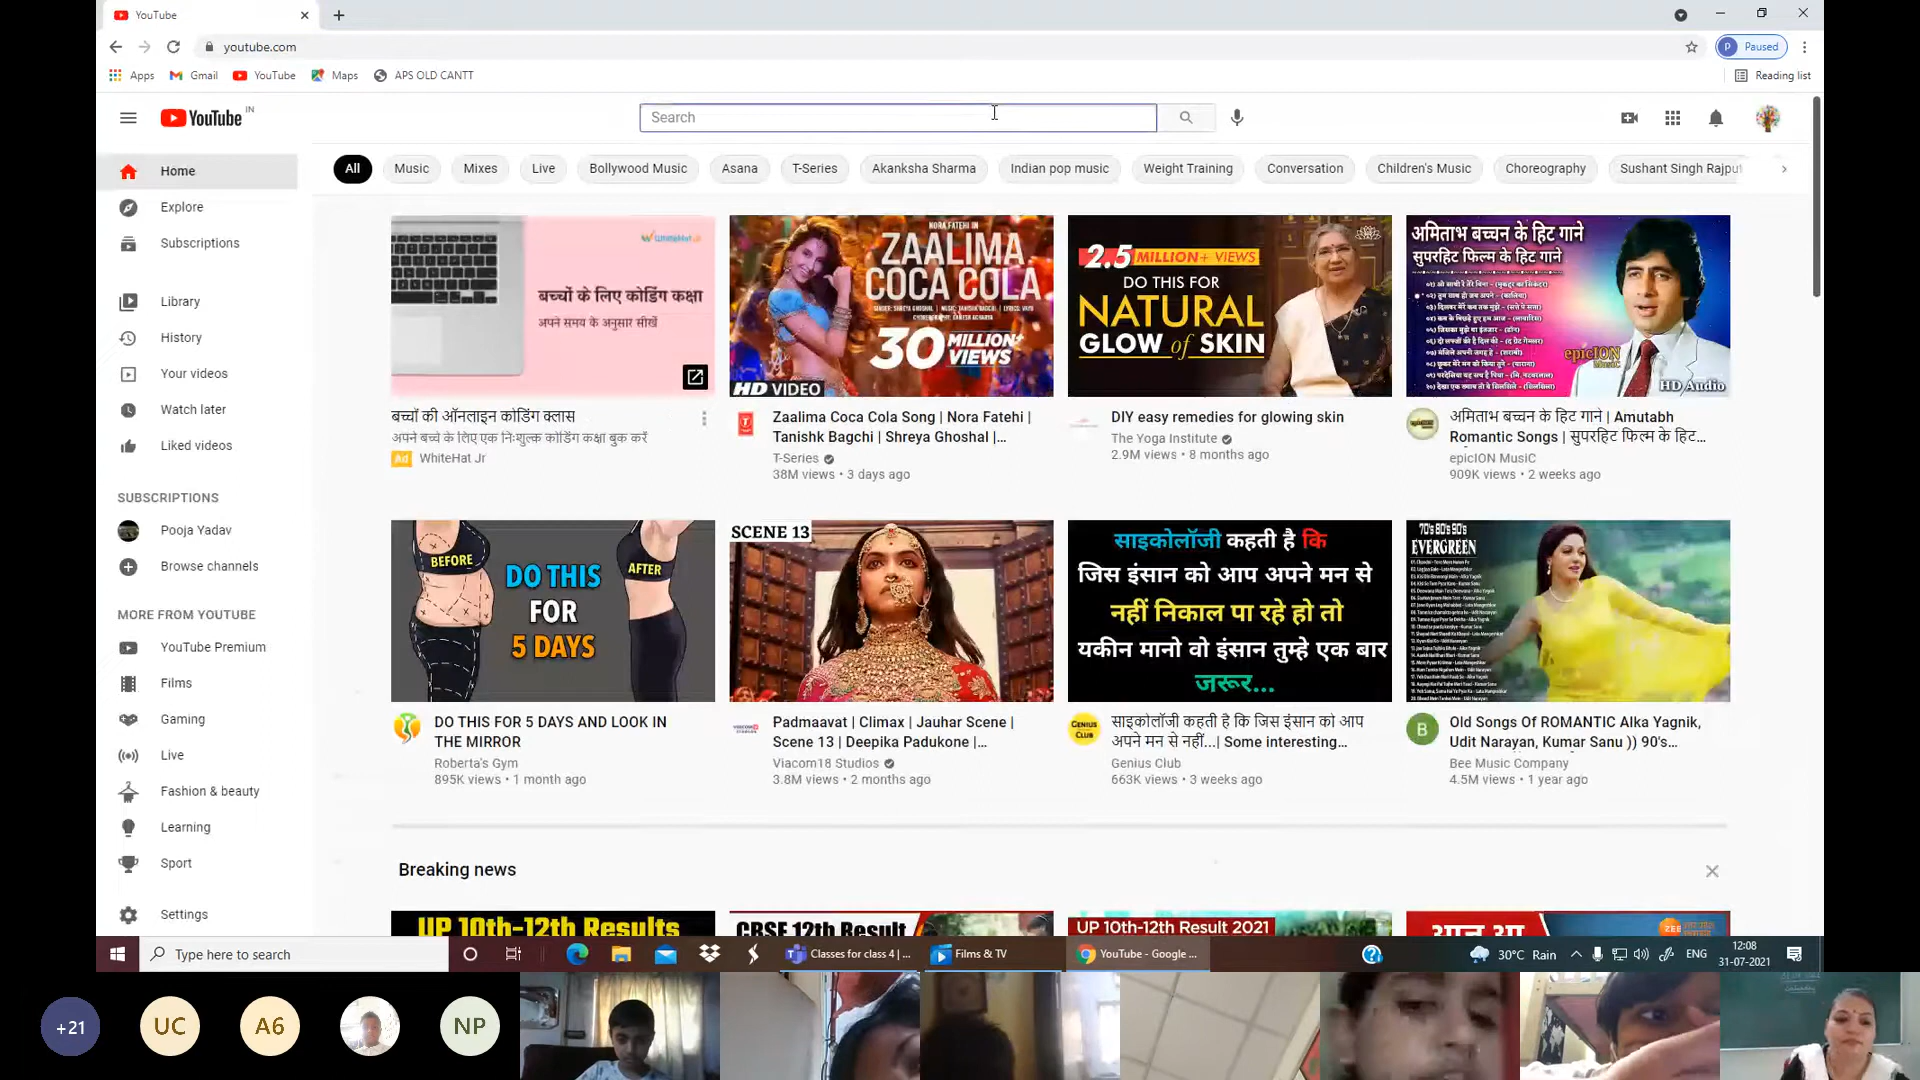 YouTube
youtube.com
Paused
Apps
Gmail
YouTube
Maps
APS OLD CANTT
Reading list
YouTube IN
Search
All
Music
Mixes
Live
Bollywood Music
Asana
T-Series
Akanksha Sharma
Indian pop music
Weight Training
Conversation
Children's Music
Choreography
Sushant Singh Rajput
Home
Explore
Subscriptions
Library
History
Your videos
Watch later
Liked videos
SUBSCRIPTIONS
Pooja Yadav
Browse channels
MORE FROM YOUTUBE
YouTube Premium
Films
Gaming
Live
Fashion & beauty
Learning
Sport
Settings
WhiteHat Jr
बच्चों के लिए कोडिंग कक्षा
अपने समय के अनुसार सीखें
बच्चों की ऑनलाइन कोडिंग क्लास
अपने बच्चे के लिए एक निःशुल्क कोडिंग कक्षा बुक करें
Ad WhiteHat Jr
NORA FATEHI IN
ZAALIMA
COCA COLA
30 MILLION+
VIEWS
HD VIDEO
Zaalima Coca Cola Song | Nora Fatehi |
Tanishk Bagchi | Shreya Ghoshal |...
T-Series
38M views • 3 days ago
2.5 MILLION+ VIEWS
DO THIS FOR
NATURAL
GLOW of SKIN
DIY easy remedies for glowing skin
The Yoga Institute
2.9M views • 8 months ago
अमिताभ बच्चन के हिट गाने
सुपरहिट फिल्म के हिट गाने
epicION
MusiC
HD Audio
अमिताभ बच्चन के हिट गाने | Amutabh
Romantic Songs | सुपरहिट फिल्म के हिट...
epicION MusiC
909K views • 2 weeks ago
BEFORE
AFTER
DO THIS
FOR
5 DAYS
DO THIS FOR 5 DAYS AND LOOK IN
THE MIRROR
Roberta's Gym
895K views • 1 month ago
SCENE 13
Padmaavat | Climax | Jauhar Scene |
Scene 13 | Deepika Padukone |...
Viacom18 Studios
3.8M views • 2 months ago
साइकोलॉजी कहती है कि
जिस इंसान को आप अपने मन से
नहीं निकाल पा रहे हो तो
यकीन मानो वो इंसान तुम्हे एक बार
जरूर...
GENIUS
CLUB
साइकोलॉजी कहती है कि जिस इंसान को आप
अपने मन से नहीं...| Some interesting...
Genius Club
663K views • 3 weeks ago
70's 80's 90's
EVERGREEN
B
Old Songs Of ROMANTIC Alka Yagnik,
Udit Narayan, Kumar Sanu )) 90's...
Bee Music Company
4.5M views • 1 year ago
Breaking news
UP 10th-12th Results
CBSE 12th Result
UP 10th-12th Result 2021
ZEE
Type here to search
Classes for class 4 | ...
Films & TV
YouTube - Google ...
30°C Rain
ENG
12:08
31-07-2021
+21
UC
A6
NP